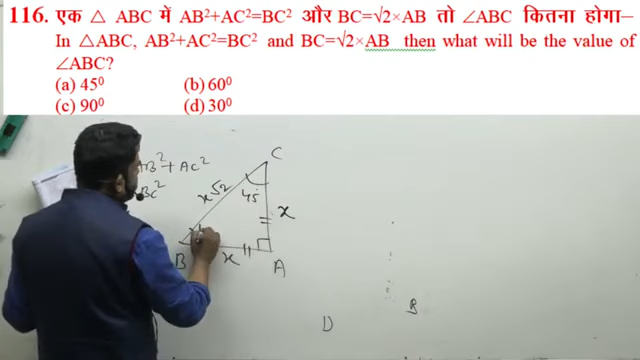 116. एक △ ABC में AB²+AC²=BC² और BC=√2×AB तो ∠ABC कितना होगा–
In △ABC, AB²+AC²=BC² and BC=√2×AB then what will be the value of
∠ABC?
(a) 45⁰ (b) 60⁰
(c) 90⁰ (d) 30⁰
AB²+AC²
BC²
C
x√2
45
x
B
x
A
B
D